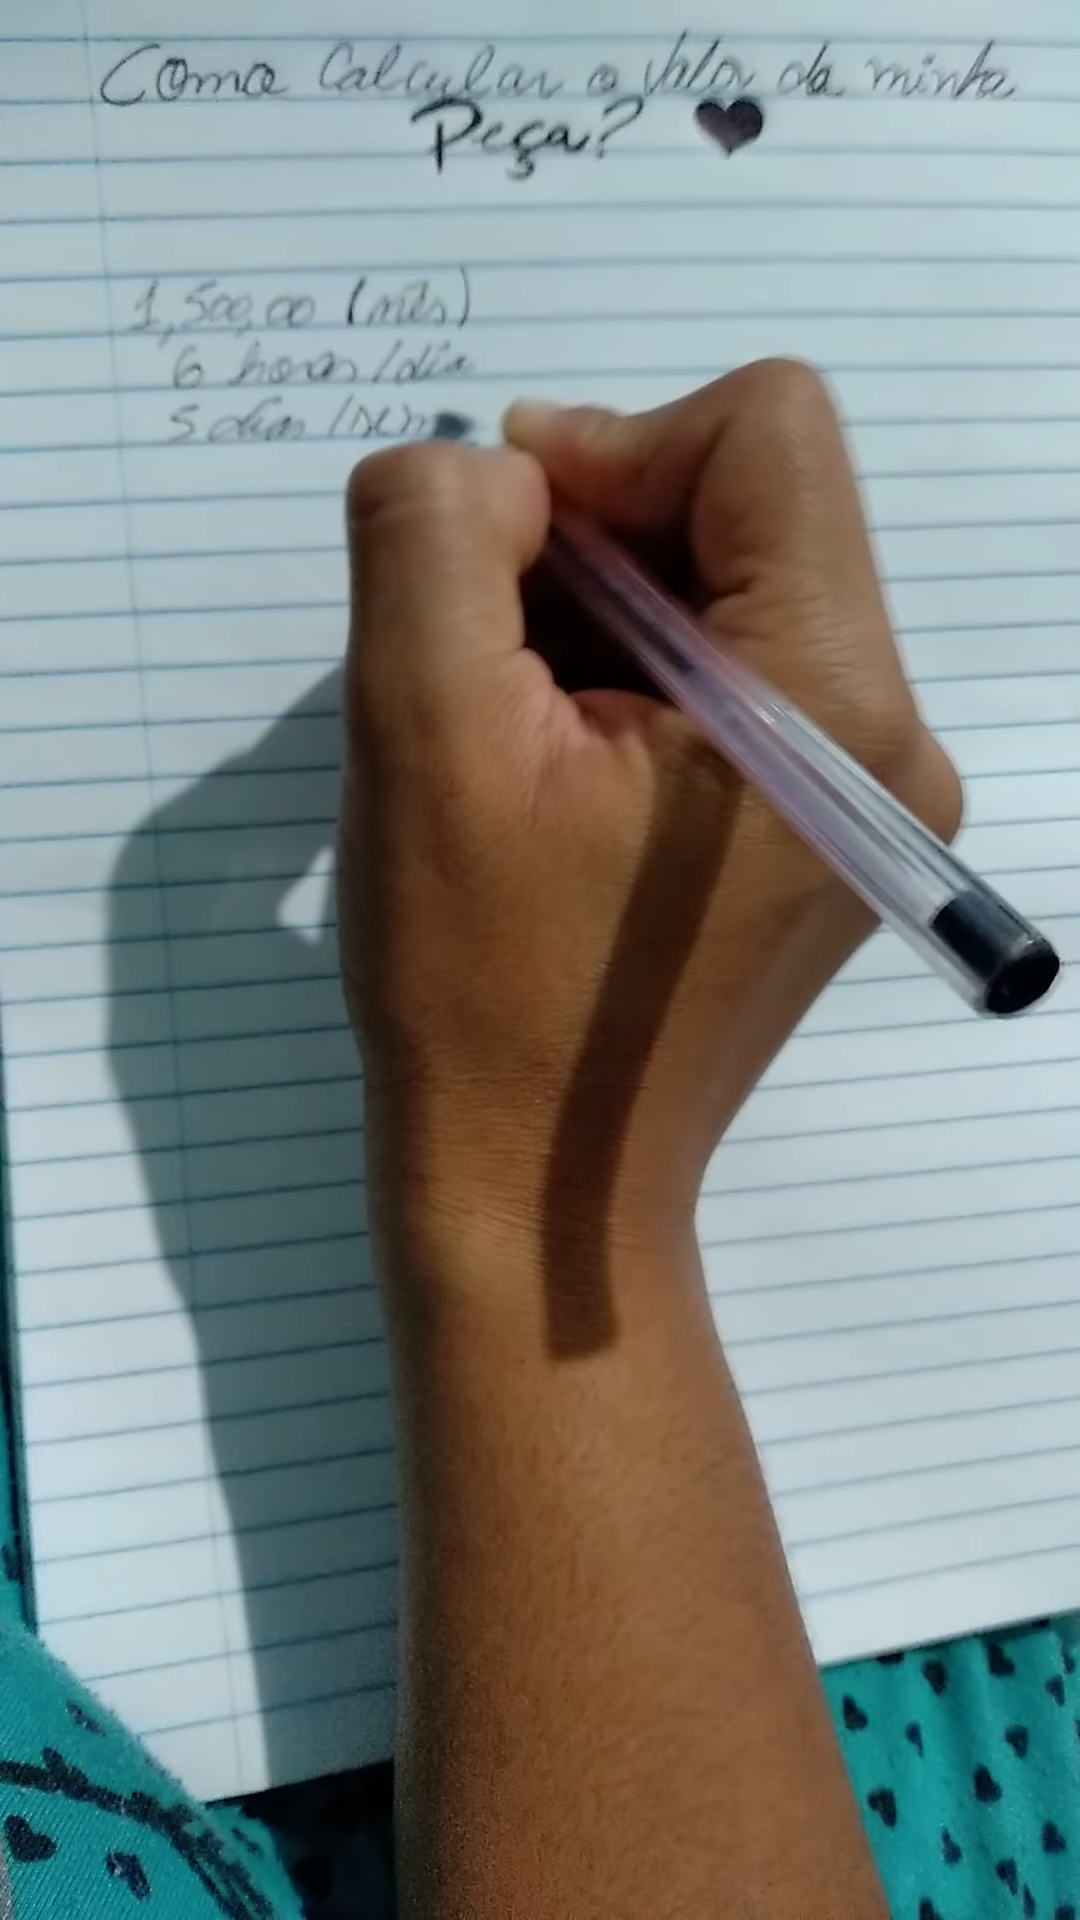 Como Calcular o Valor da minha
Peça?
1,500,00 (mês)
6 horas /dia
5 dias /sem